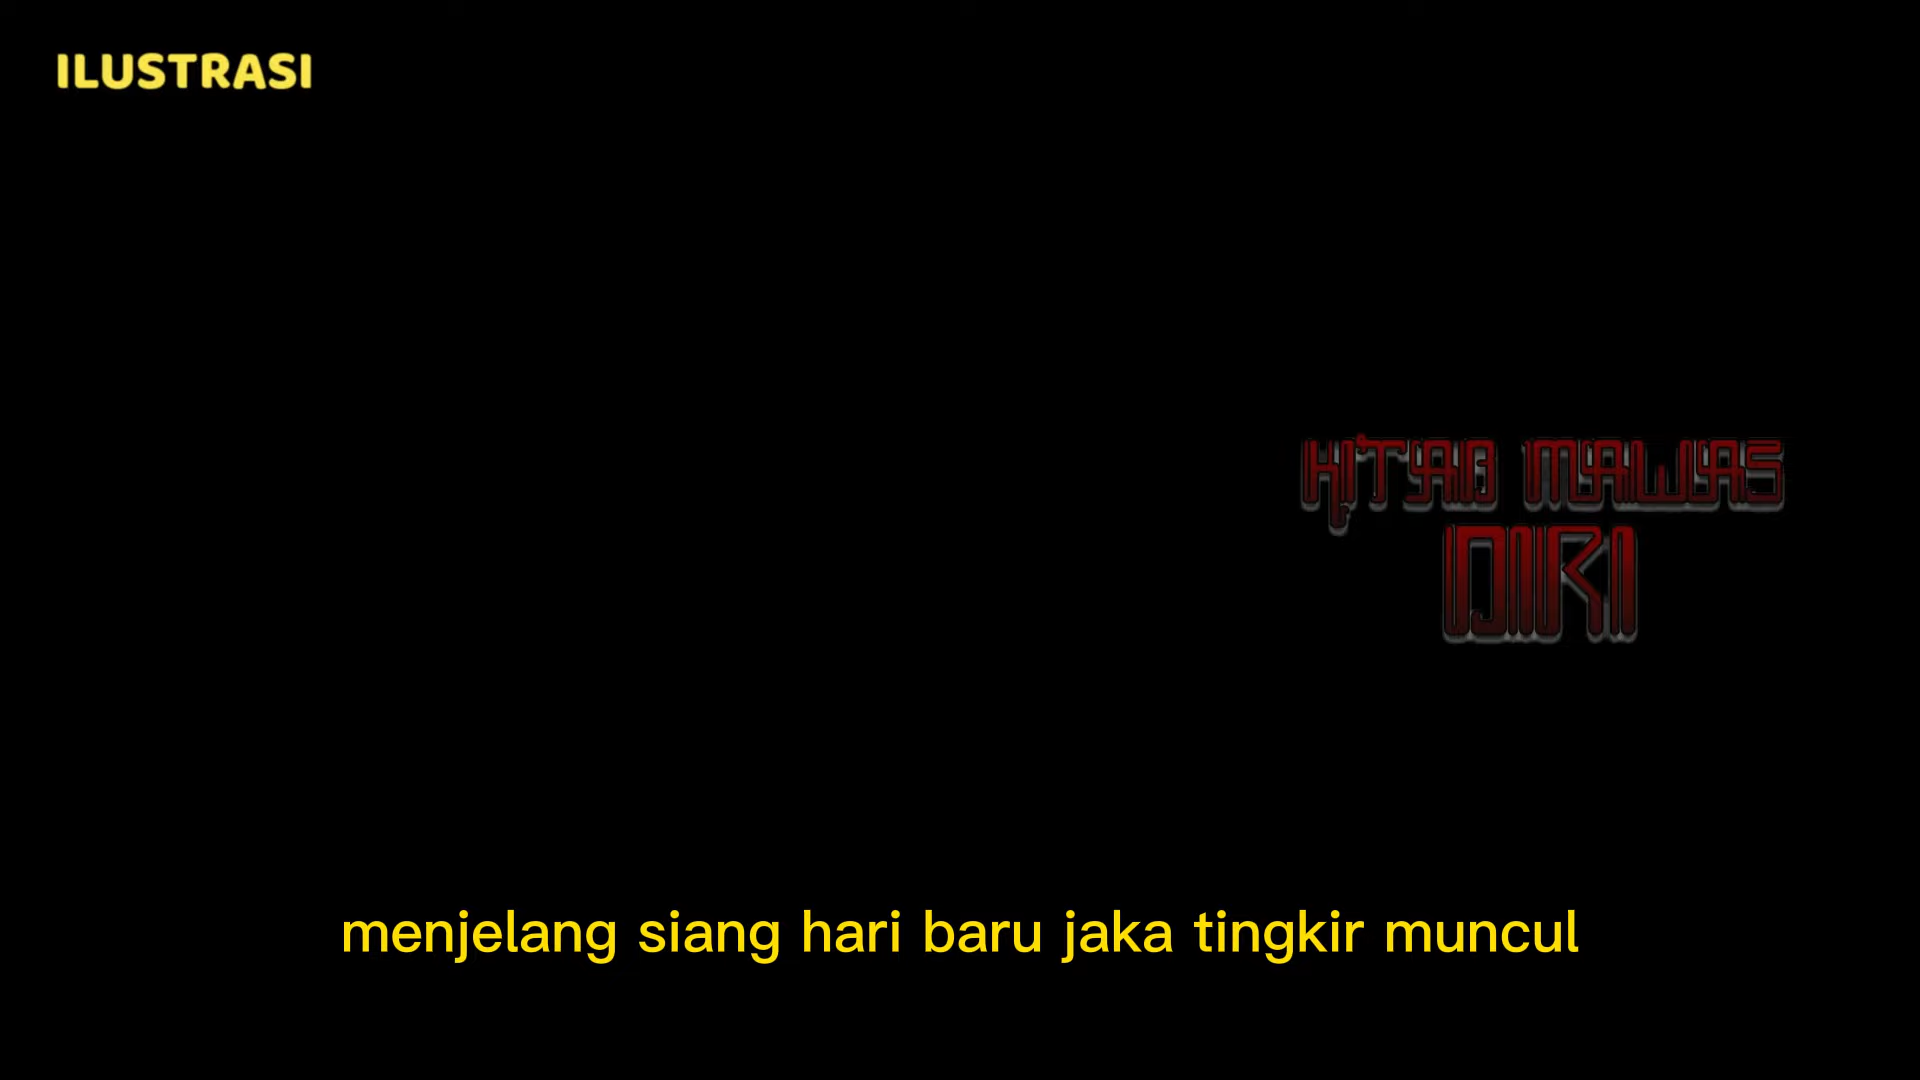 ILUSTRASI
KITAB MAWAS
DIRI
menjelang siang hari baru jaka tingkir muncul